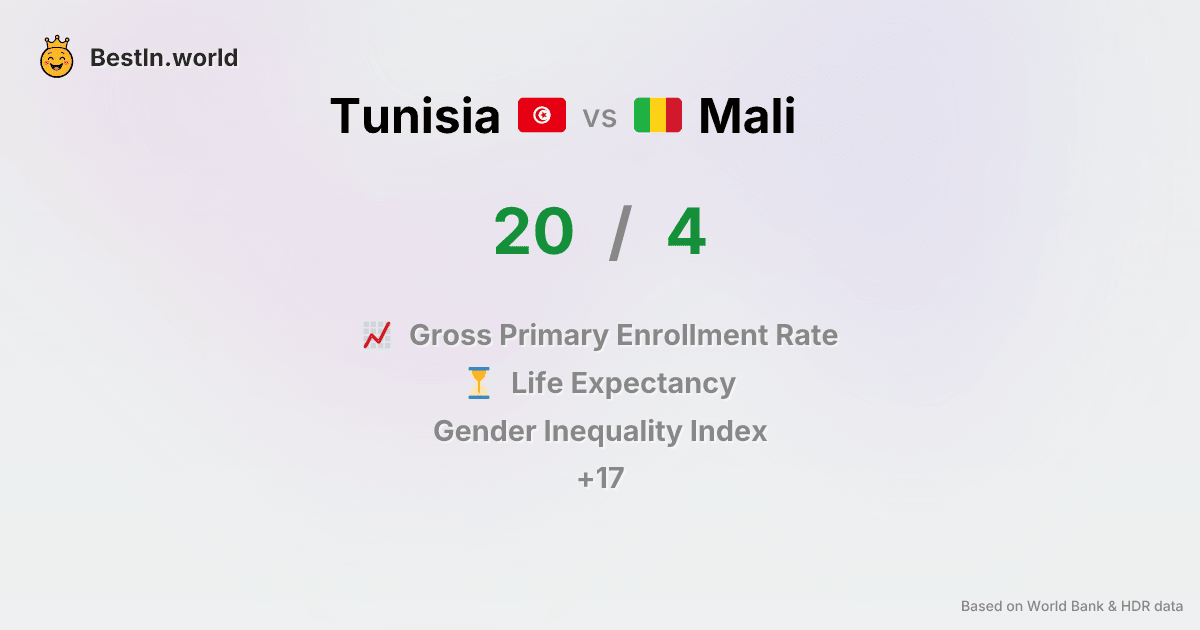 BestIn.world
Tunisia vs Mali
20 / 4
Gross Primary Enrollment Rate
Life Expectancy
Gender Inequality Index
+17
Based on World Bank & HDR data